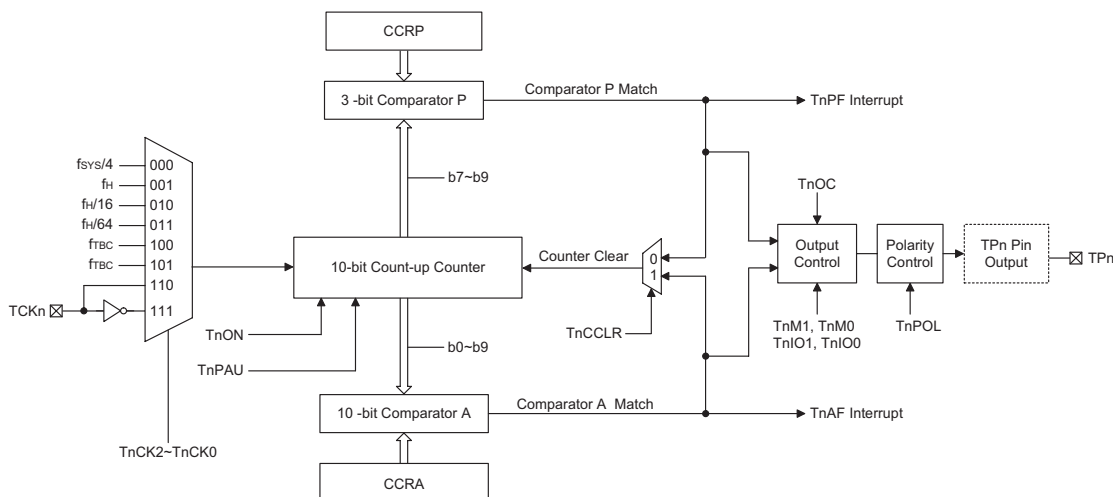 CCRP
3 -bit Comparator P
Comparator P Match
TnPF Interrupt
b7~b9
fSYS/4
000
fH
001
fH/16
010
fH/64
011
fTBC
100
fTBC
101
110
111
TCKn
TnCK2~TnCK0
10-bit Count-up Counter
TnON
TnPAU
Counter Clear
0
1
TnCCLR
TnOC
Output
Control
Polarity
Control
TPn Pin
Output
TPn
TnM1, TnM0
TnIO1, TnIO0
TnPOL
b0~b9
10 -bit Comparator A
Comparator A Match
TnAF Interrupt
CCRA